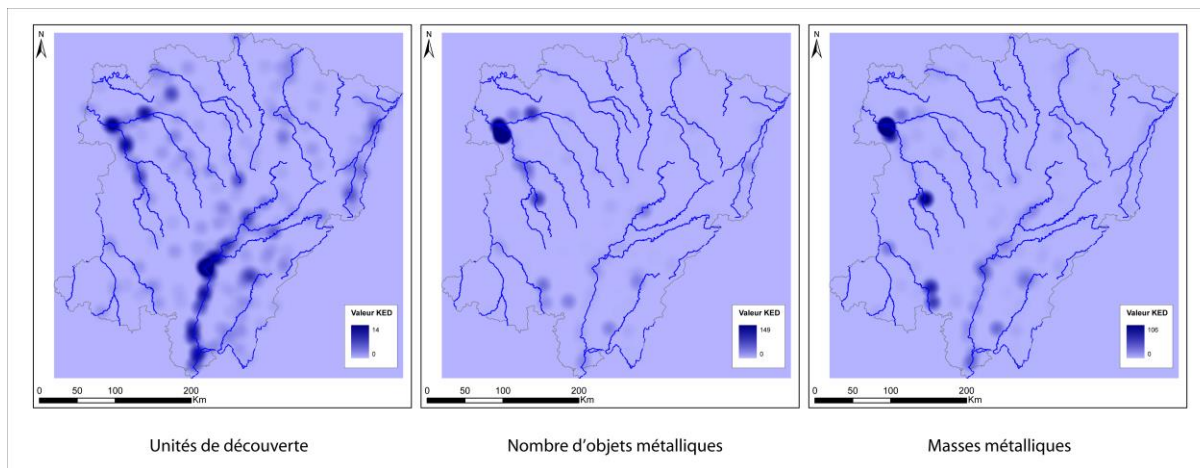 N
Valeur KED
14
0
0 50 100 200
Km
Unités de découverte
N
Valeur KED
149
0
0 50 100 200
Km
Nombre d'objets métalliques
N
Valeur KED
106
0
0 50 100 200
Km
Masses métalliques